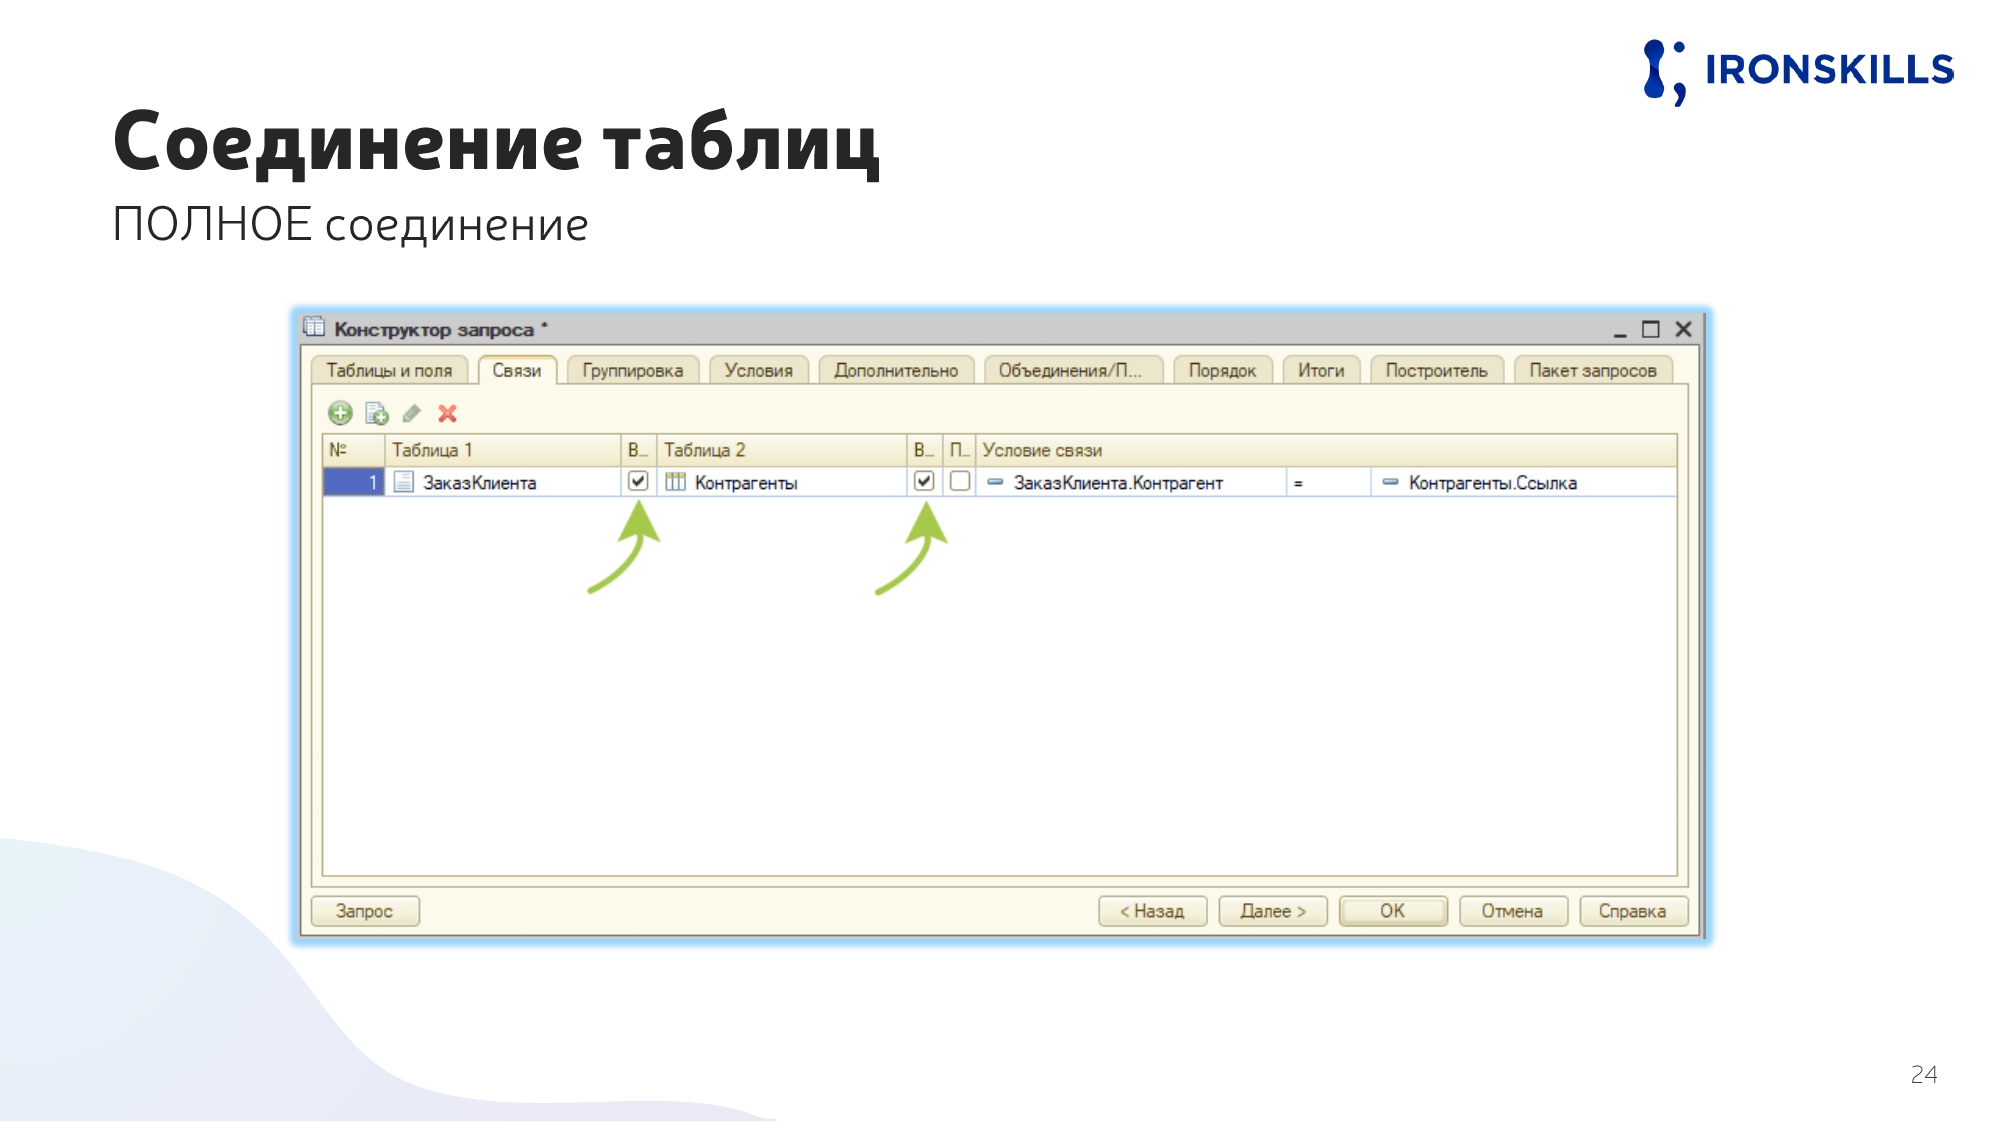 IRONSKILLS
Соединение таблиц
ПОЛНОЕ соединение
Конструктор запроса *
Таблицы и поля Связи Группировка Условия Дополнительно Объединения/П... Порядок Итоги Построитель Пакет запросов
№ Таблица 1 В... Таблица 2 В... П... Условие связи
1 ЗаказКлиента Контрагенты ЗаказКлиента.Контрагент = Контрагенты.Ссылка
Запрос < Назад Далее > ОК Отмена Справка
24